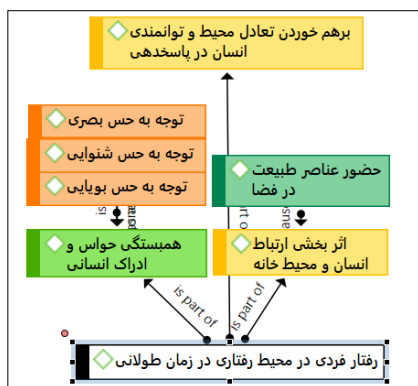 برهم خوردن تعادل محیط و توانمندی
انسان در پاسخدهی
توجه به حس بصری
توجه به حس شنوایی
توجه به حس بویایی
حضور عناصر طبیعت
در فضا
is
همبستگی حواس و
ادراک انسانی
اثر بخشی ارتباط
انسان و محیط خانه
is part of
is part of
رفتار فردی در محیط رفتاری در زمان طولانی